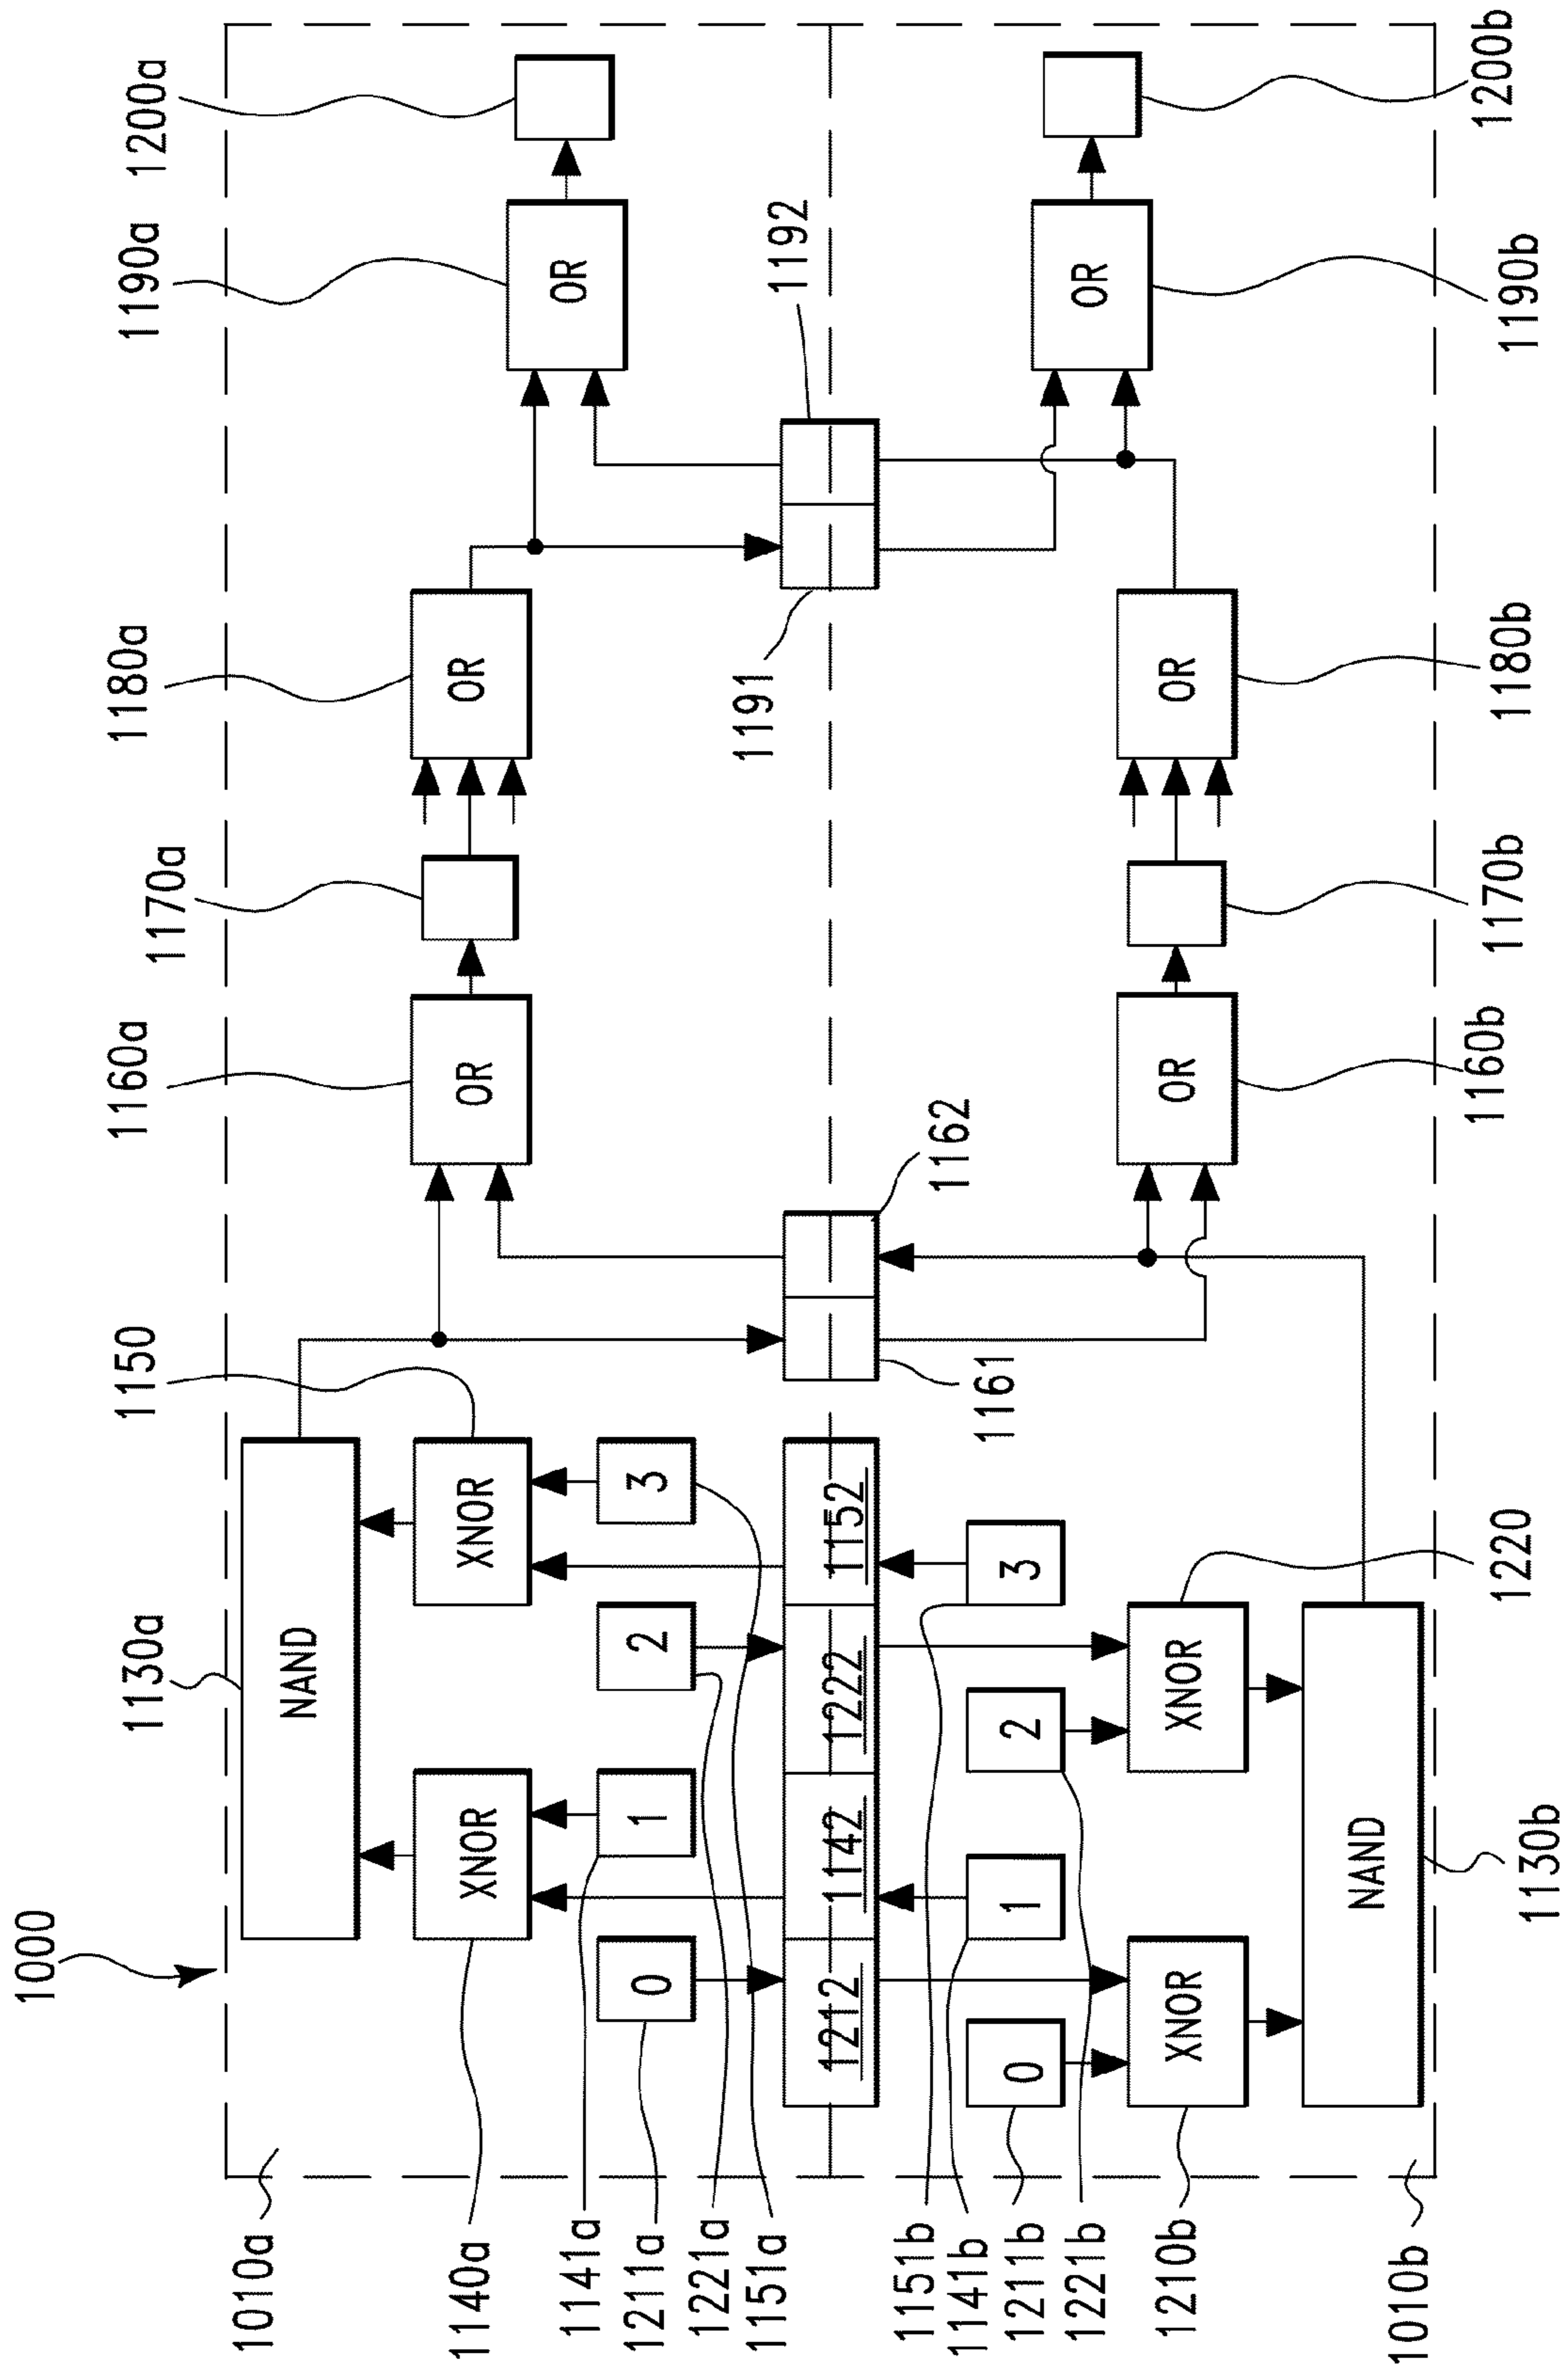 1000
1130a
1150
1160a
1170a
1180a
1190a
1200a
1010a
NAND
XNOR
XNOR
OR
OR
OR
1140a
1141a
1
3
1211a
0
2
1221a
1151a
1191
1192
1212
1142
1222
1152
1161
1162
1151b
1141b
1
3
1211b
0
2
1221b
1210b
XNOR
XNOR
1220
OR
OR
OR
NAND
1010b
1130b
1160b
1170b
1180b
1190b
1200b